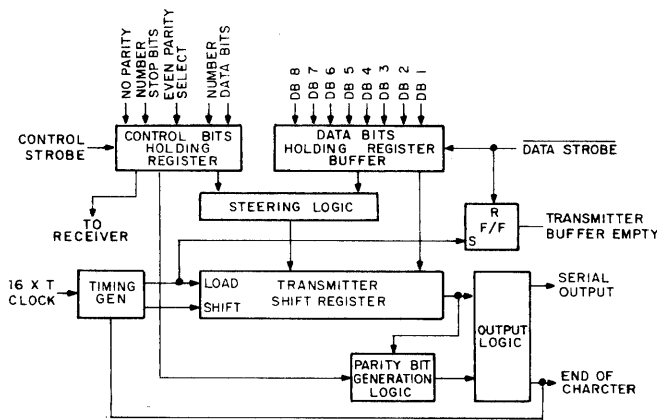 NO PARITY
NUMBER
STOP BITS
EVEN PARITY
SELECT
NUMBER
DATA BITS
DB 8
DB 7
DB 6
DB 5
DB 4
DB 3
DB 2
DB 1
CONTROL
STROBE
CONTROL BITS
HOLDING
REGISTER
DATA BITS
HOLDING REGISTER
BUFFER
DATA STROBE
TO
RECEIVER
STEERING LOGIC
R
F/F
S
TRANSMITTER
BUFFER EMPTY
16 X T
CLOCK
TIMING
GEN
LOAD
SHIFT
TRANSMITTER
SHIFT REGISTER
OUTPUT
LOGIC
SERIAL
OUTPUT
PARITY BIT
GENERATION
LOGIC
END OF
CHARCTER